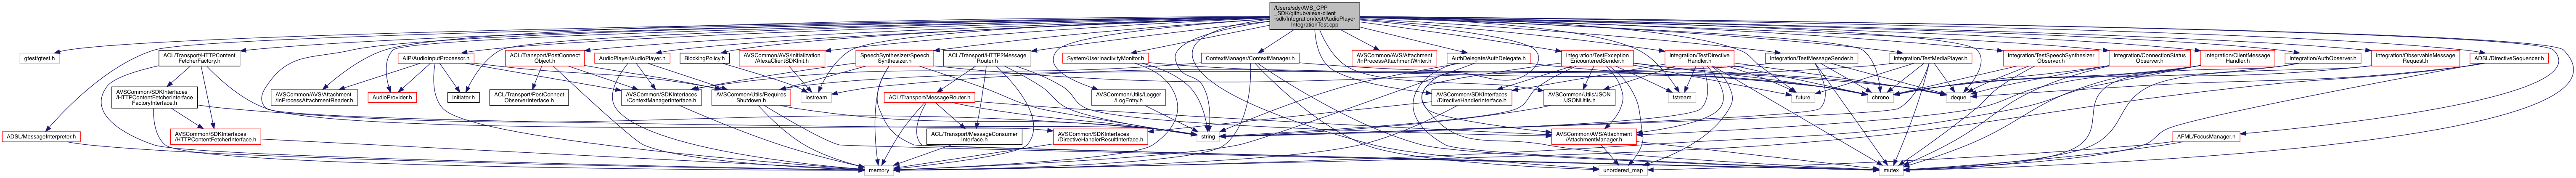 /Users/sdy/AVS_CPP
_SDK/github/alexa-client
-sdk/Integration/test/AudioPlayer
IntegrationTest.cpp
gtest/gtest.h
ACL/Transport/HTTPContent
FetcherFactory.h
AIP/AudioInputProcessor.h
ACL/Transport/PostConnect
Object.h
AudioPlayer/AudioPlayer.h
BlockingPolicy.h
AVSCommon/AVS/Initialization
/AlexaClientSDKInit.h
SpeechSynthesizer/Speech
Synthesizer.h
ACL/Transport/HTTP2Message
Router.h
System/UserInactivityMonitor.h
ContextManager/ContextManager.h
AVSCommon/AVS/Attachment
/InProcessAttachmentWriter.h
AuthDelegate/AuthDelegate.h
Integration/TestException
EncounteredSender.h
Integration/TestDirective
Handler.h
Integration/TestMessageSender.h
Integration/TestMediaPlayer.h
Integration/TestSpeechSynthesizer
Observer.h
Integration/ConnectionStatus
Observer.h
Integration/ClientMessage
Handler.h
Integration/AuthObserver.h
Integration/ObservableMessage
Request.h
ADSL/DirectiveSequencer.h
AVSCommon/SDKInterfaces
/HTTPContentFetcherInterface
FactoryInterface.h
AVSCommon/AVS/Attachment
/InProcessAttachmentReader.h
AudioProvider.h
Initiator.h
ACL/Transport/PostConnect
ObserverInterface.h
AVSCommon/SDKInterfaces
/ContextManagerInterface.h
AVSCommon/Utils/Requires
Shutdown.h
iostream
ACL/Transport/MessageRouter.h
AVSCommon/Utils/Logger
/LogEntry.h
AVSCommon/SDKInterfaces
/DirectiveHandlerInterface.h
AVSCommon/Utils/JSON
/JSONUtils.h
fstream
future
chrono
deque
ADSL/MessageInterpreter.h
AVSCommon/SDKInterfaces
/HTTPContentFetcherInterface.h
ACL/Transport/MessageConsumer
Interface.h
AVSCommon/SDKInterfaces
/DirectiveHandlerResultInterface.h
string
AVSCommon/AVS/Attachment
/AttachmentManager.h
AFML/FocusManager.h
memory
unordered_map
mutex